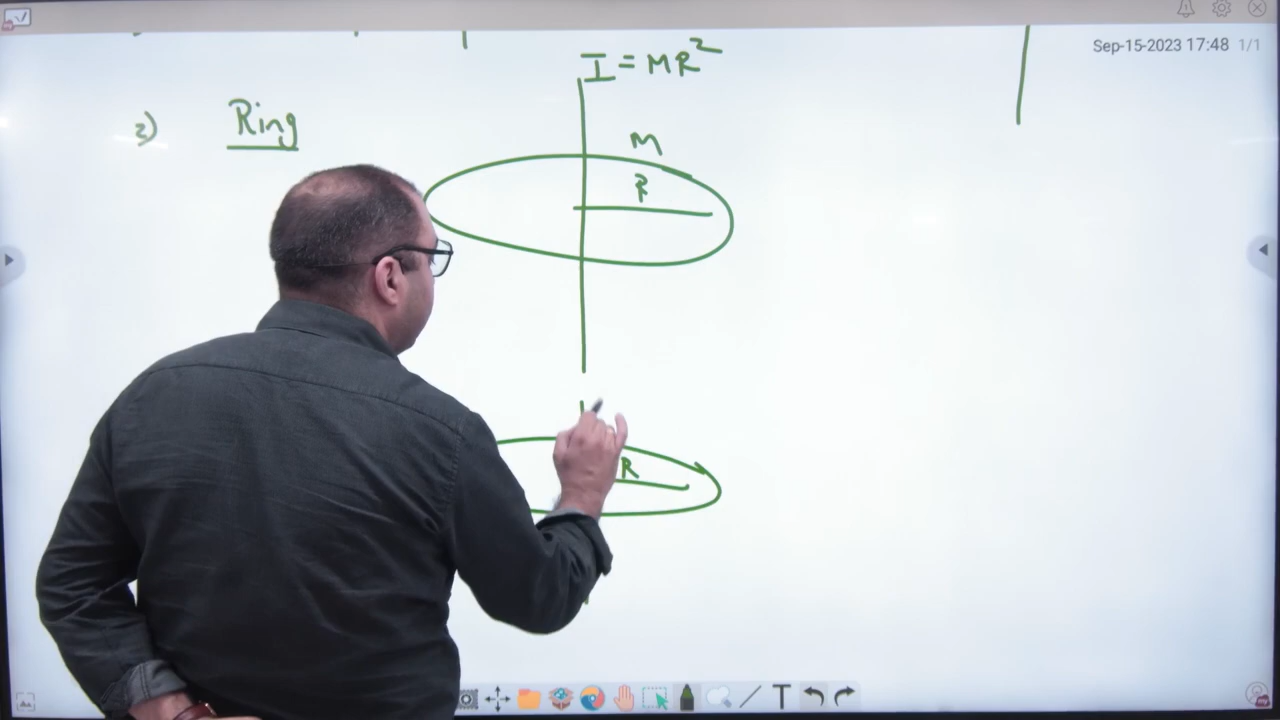 Sep-15-2023 17:48 1/1
I = MR²
2) Ring
M
R
R
T